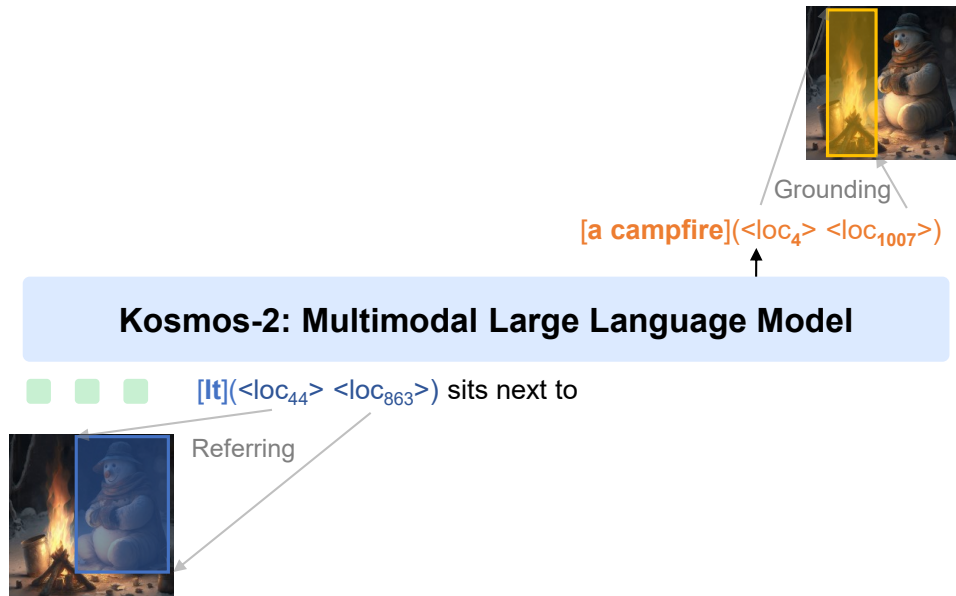 Grounding
[a campfire](<loc4> <loc1007>)
Kosmos-2: Multimodal Large Language Model
[It](<loc44> <loc863>) sits next to
Referring